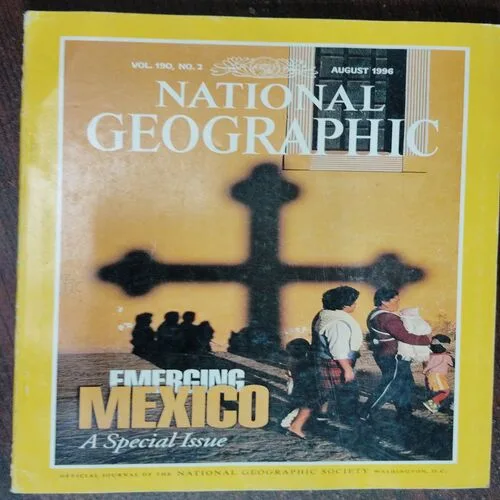 VOL. 190, NO. 2
AUGUST 1996
NATIONAL
GEOGRAPHIC
EMERGING
MEXICO
A Special Issue
OFFICIAL JOURNAL OF THE NATIONAL GEOGRAPHIC SOCIETY WASHINGTON, D.C.